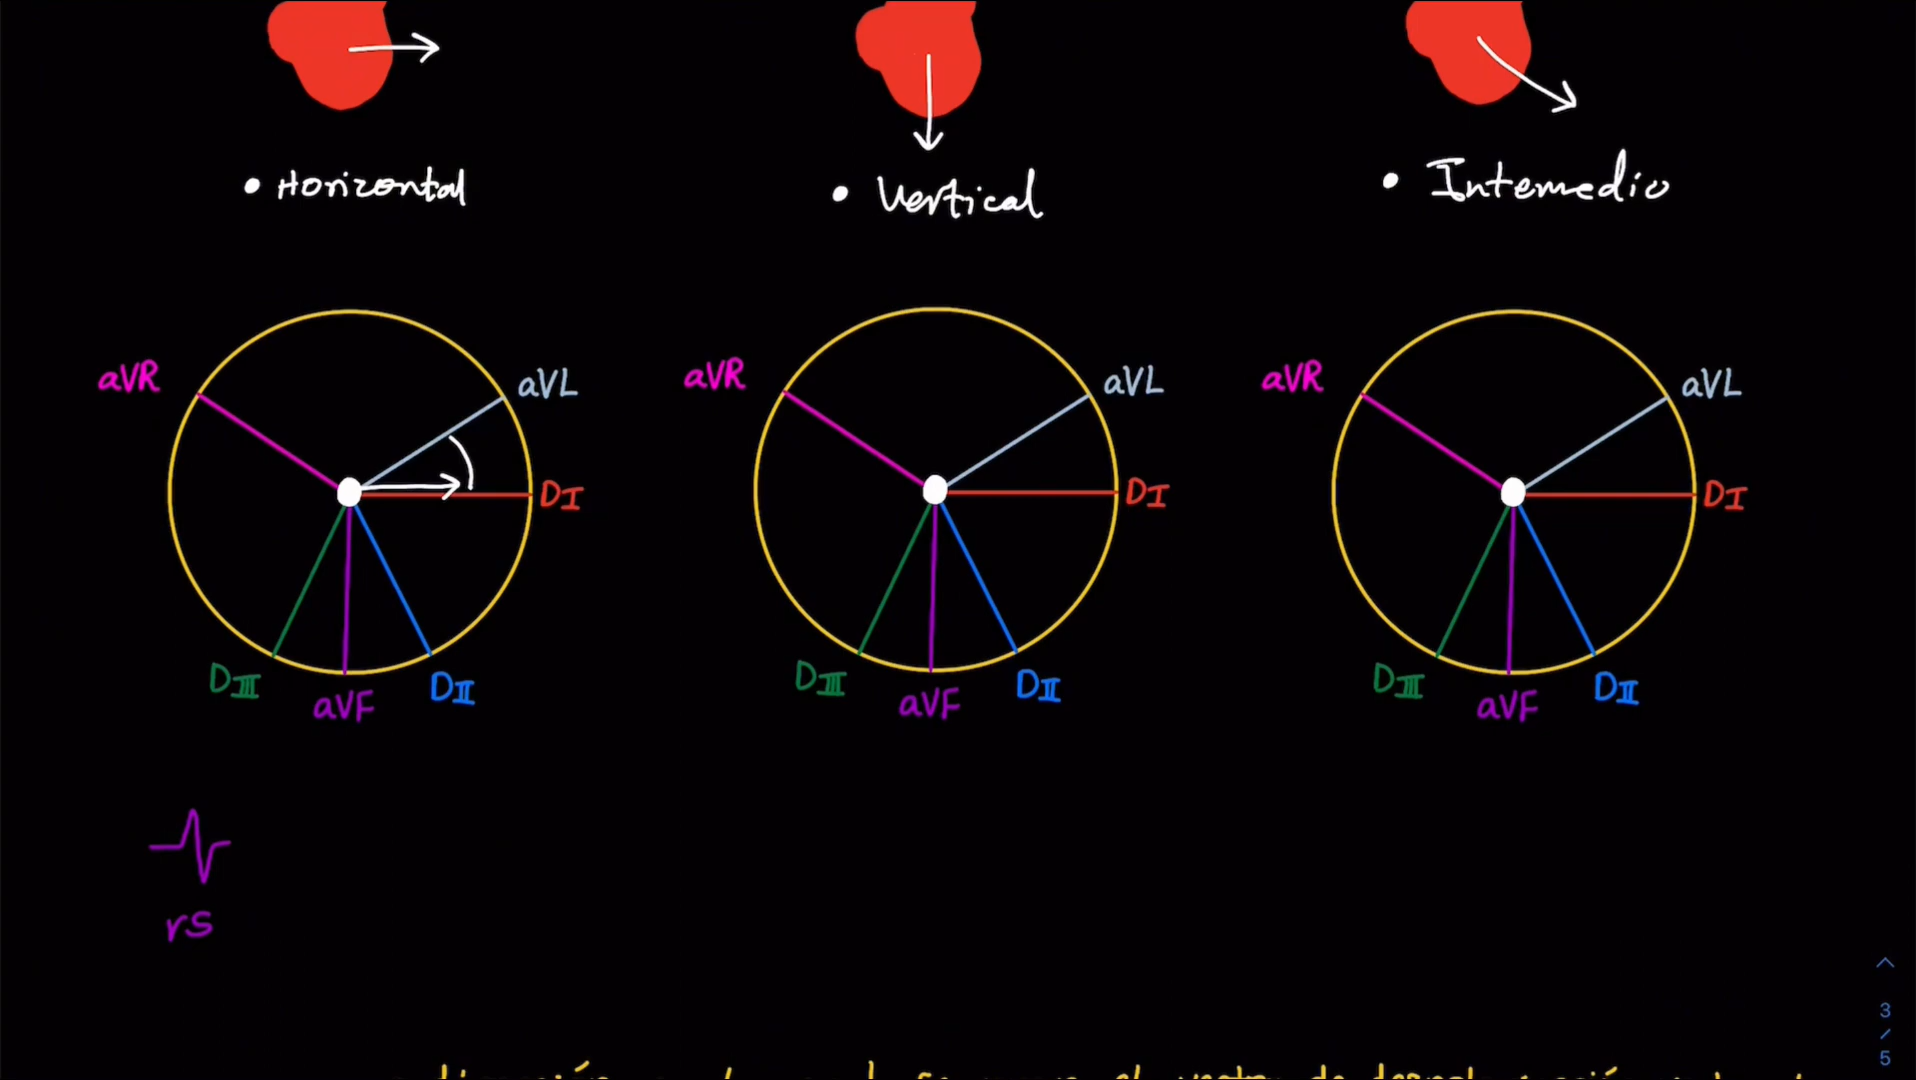 • Horizontal
• Vertical
• Intemedio
aVR
aVL
DI
DIII
aVF
DII
aVR
aVL
DI
DIII
aVF
DII
aVR
aVL
DI
DIII
aVF
DII
rS
3
/
5